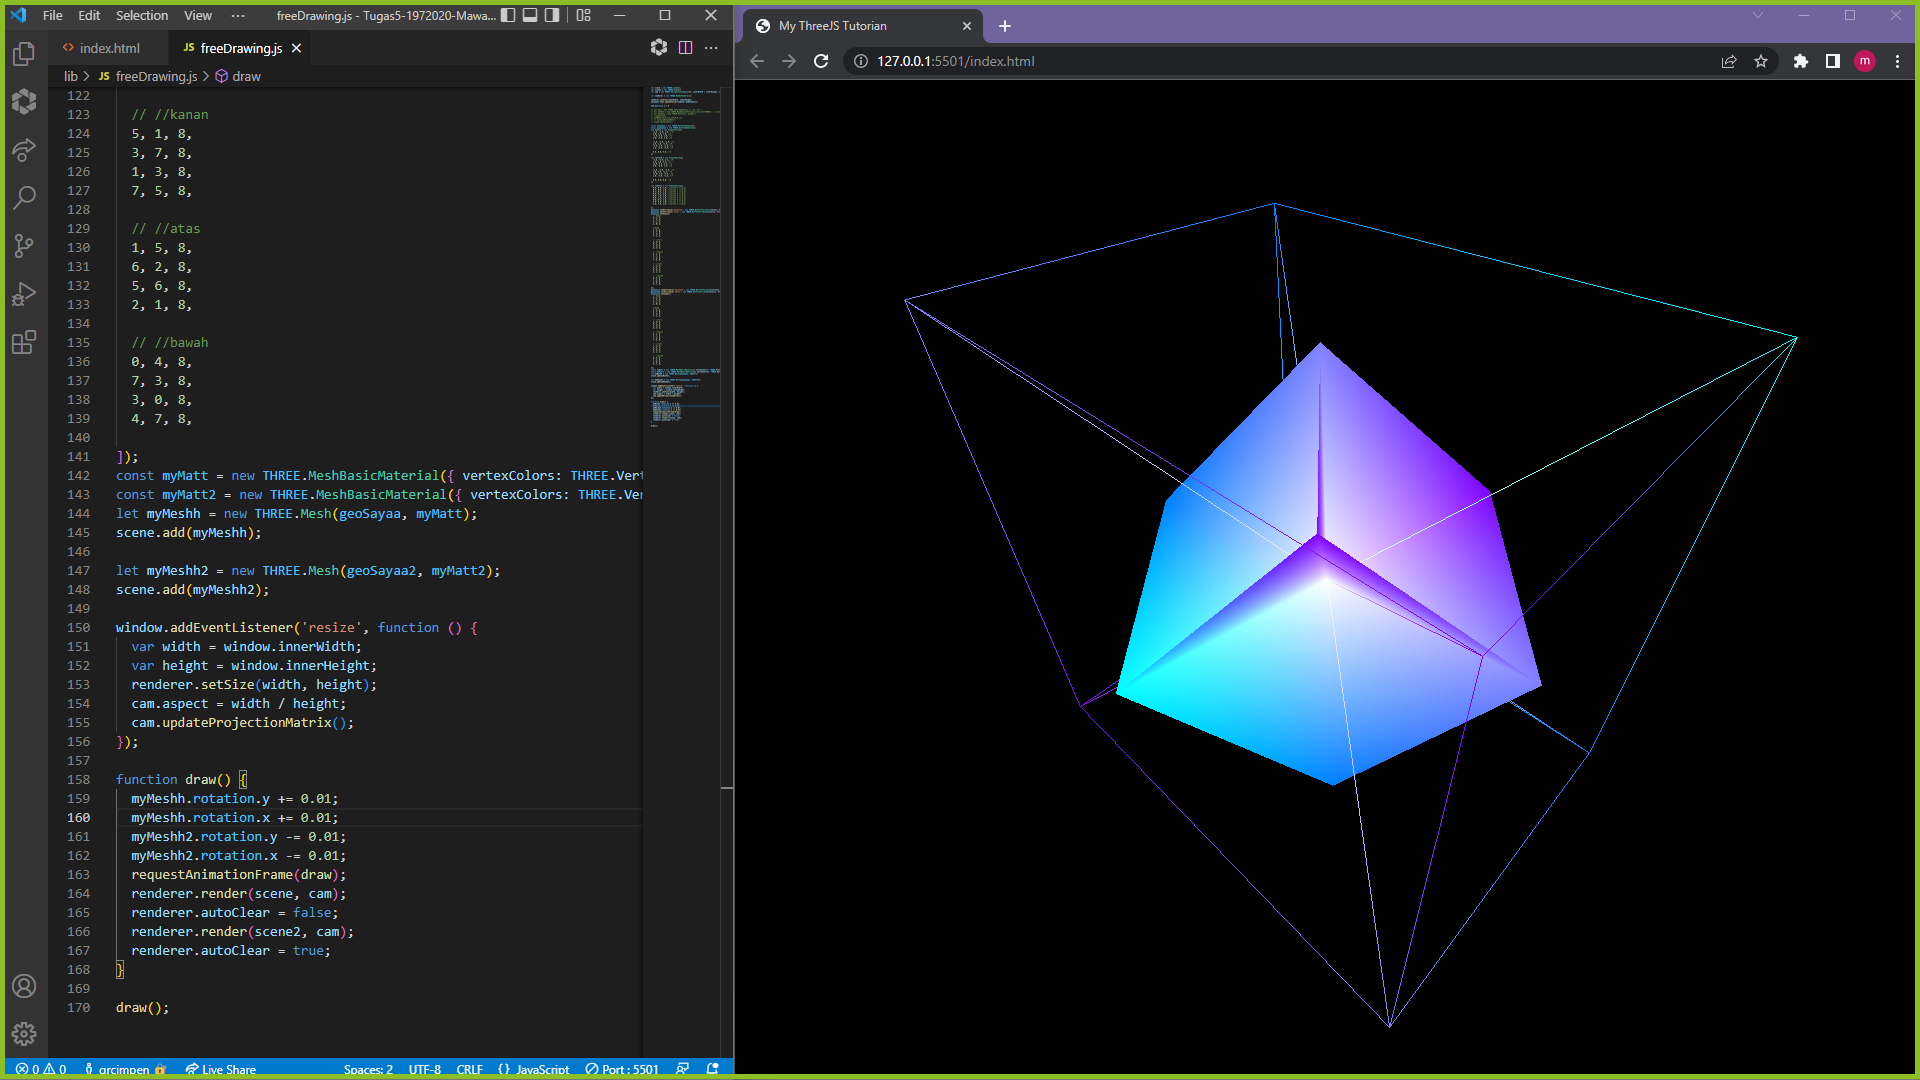 File Edit Selection View ··· freeDrawing.js - Tugas5-1972020-Mawa...
index.html JS freeDrawing.js
lib > JS freeDrawing.js > draw
122
123 // //kanan
124 5, 1, 8,
125 3, 7, 8,
126 1, 3, 8,
127 7, 5, 8,
128
129 // //atas
130 1, 5, 8,
131 6, 2, 8,
132 5, 6, 8,
133 2, 1, 8,
134
135 // //bawah
136 0, 4, 8,
137 7, 3, 8,
138 3, 0, 8,
139 4, 7, 8,
140
141 ]);
142 const myMatt = new THREE.MeshBasicMaterial({ vertexColors: THREE.Vert
143 const myMatt2 = new THREE.MeshBasicMaterial({ vertexColors: THREE.Ver
144 let myMeshh = new THREE.Mesh(geoSayaa, myMatt);
145 scene.add(myMeshh);
146
147 let myMeshh2 = new THREE.Mesh(geoSayaa2, myMatt2);
148 scene.add(myMeshh2);
149
150 window.addEventListener('resize', function () {
151 var width = window.innerWidth;
152 var height = window.innerHeight;
153 renderer.setSize(width, height);
154 cam.aspect = width / height;
155 cam.updateProjectionMatrix();
156 });
157
158 function draw() {
159 myMeshh.rotation.y += 0.01;
160 myMeshh.rotation.x += 0.01;
161 myMeshh2.rotation.y -= 0.01;
162 myMeshh2.rotation.x -= 0.01;
163 requestAnimationFrame(draw);
164 renderer.render(scene, cam);
165 renderer.autoClear = false;
166 renderer.render(scene2, cam);
167 renderer.autoClear = true;
168 }
169
170 draw();
0 0 qrcimpen Live Share Spaces: 2 UTF-8 CRLF {} JavaScript Port : 5501
My ThreeJS Tutorian
127.0.0.1:5501/index.html
m